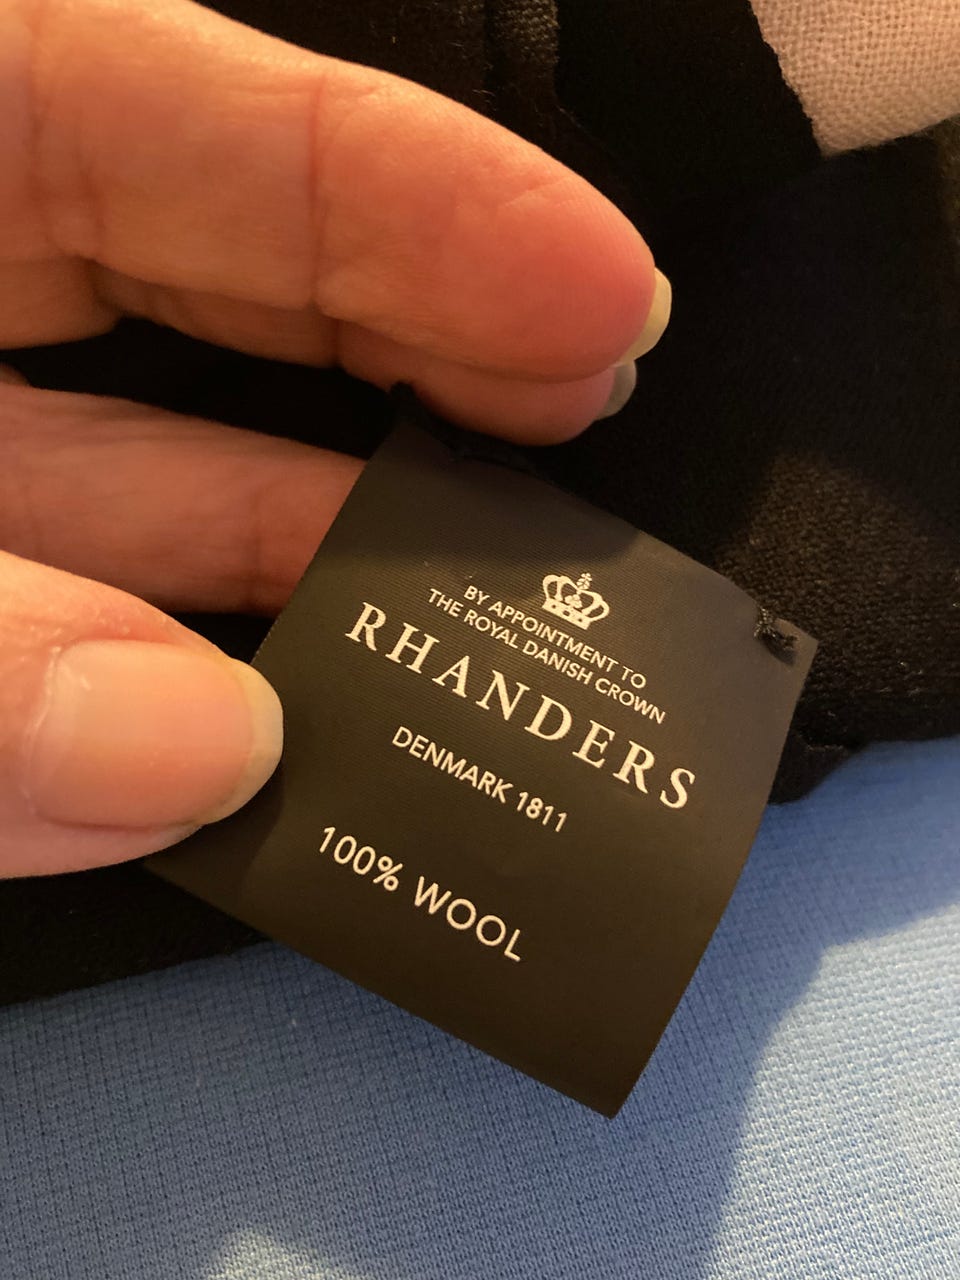 BY APPOINTMENT TO
THE ROYAL DANISH CROWN
RHANDERS
DENMARK 1811
100% WOOL